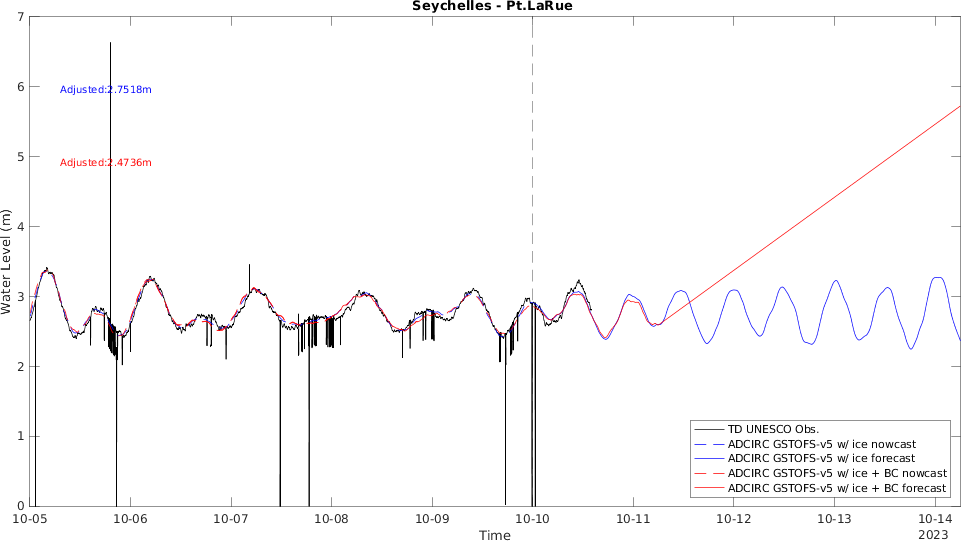 Seychelles - Pt.LaRue
7
6
5
4
3
2
1
0
Water Level (m)
Adjusted:2.7518m
Adjusted:2.4736m
TD UNESCO Obs.
ADCIRC GSTOFS-v5 w/ ice nowcast
ADCIRC GSTOFS-v5 w/ ice forecast
ADCIRC GSTOFS-v5 w/ ice + BC nowcast
ADCIRC GSTOFS-v5 w/ ice + BC forecast
10-05 10-06 10-07 10-08 10-09 10-10 10-11 10-12 10-13 10-14
Time
2023